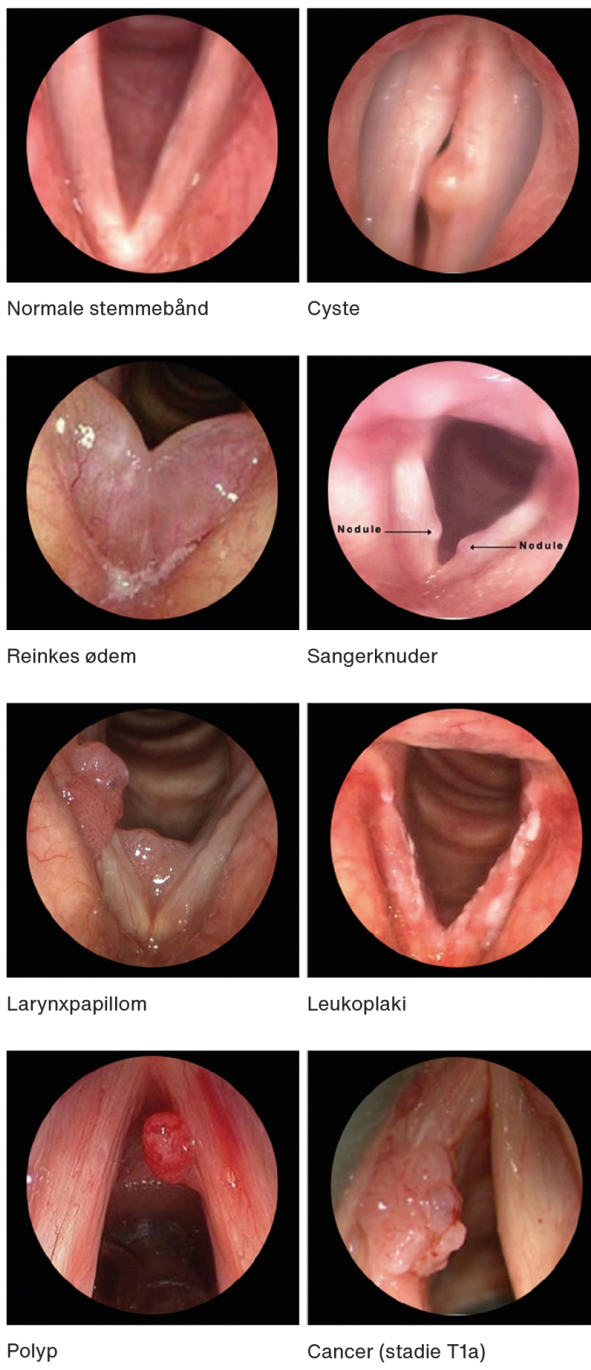 Normale stemmebånd
Cyste
Nodule
Nodule
Reinkes ødem
Sangerknuder
Larynxpapillom
Leukoplaki
Polyp
Cancer (stadie T1a)